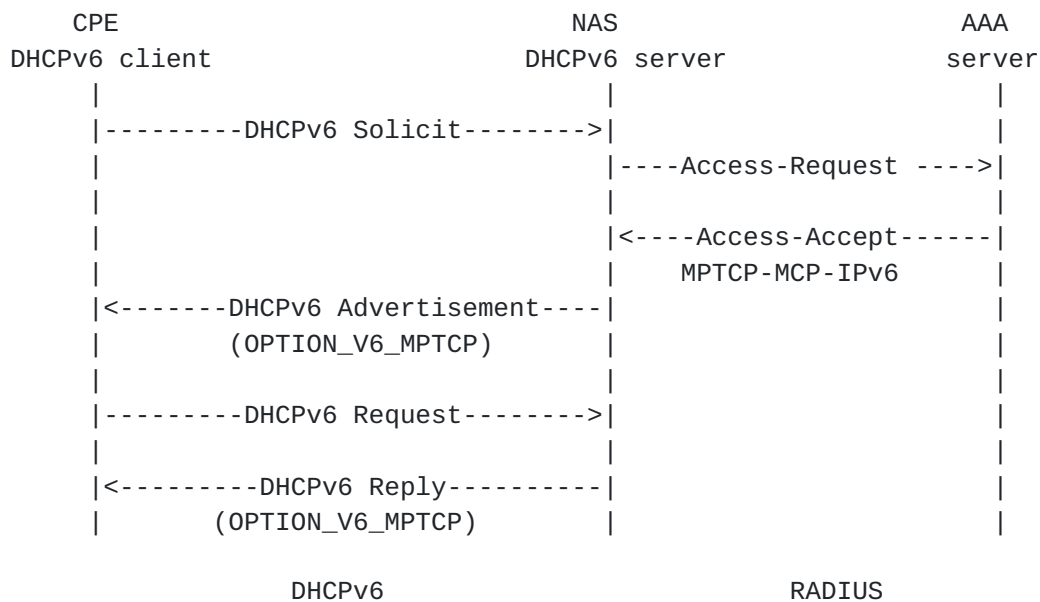 CPE NAS AAA
DHCPv6 client DHCPv6 server server
DHCPv6 Solicit
Access-Request
Access-Accept
MPTCP-MCP-IPv6
DHCPv6 Advertisement
(OPTION_V6_MPTCP)
DHCPv6 Request
DHCPv6 Reply
(OPTION_V6_MPTCP)
DHCPv6 RADIUS